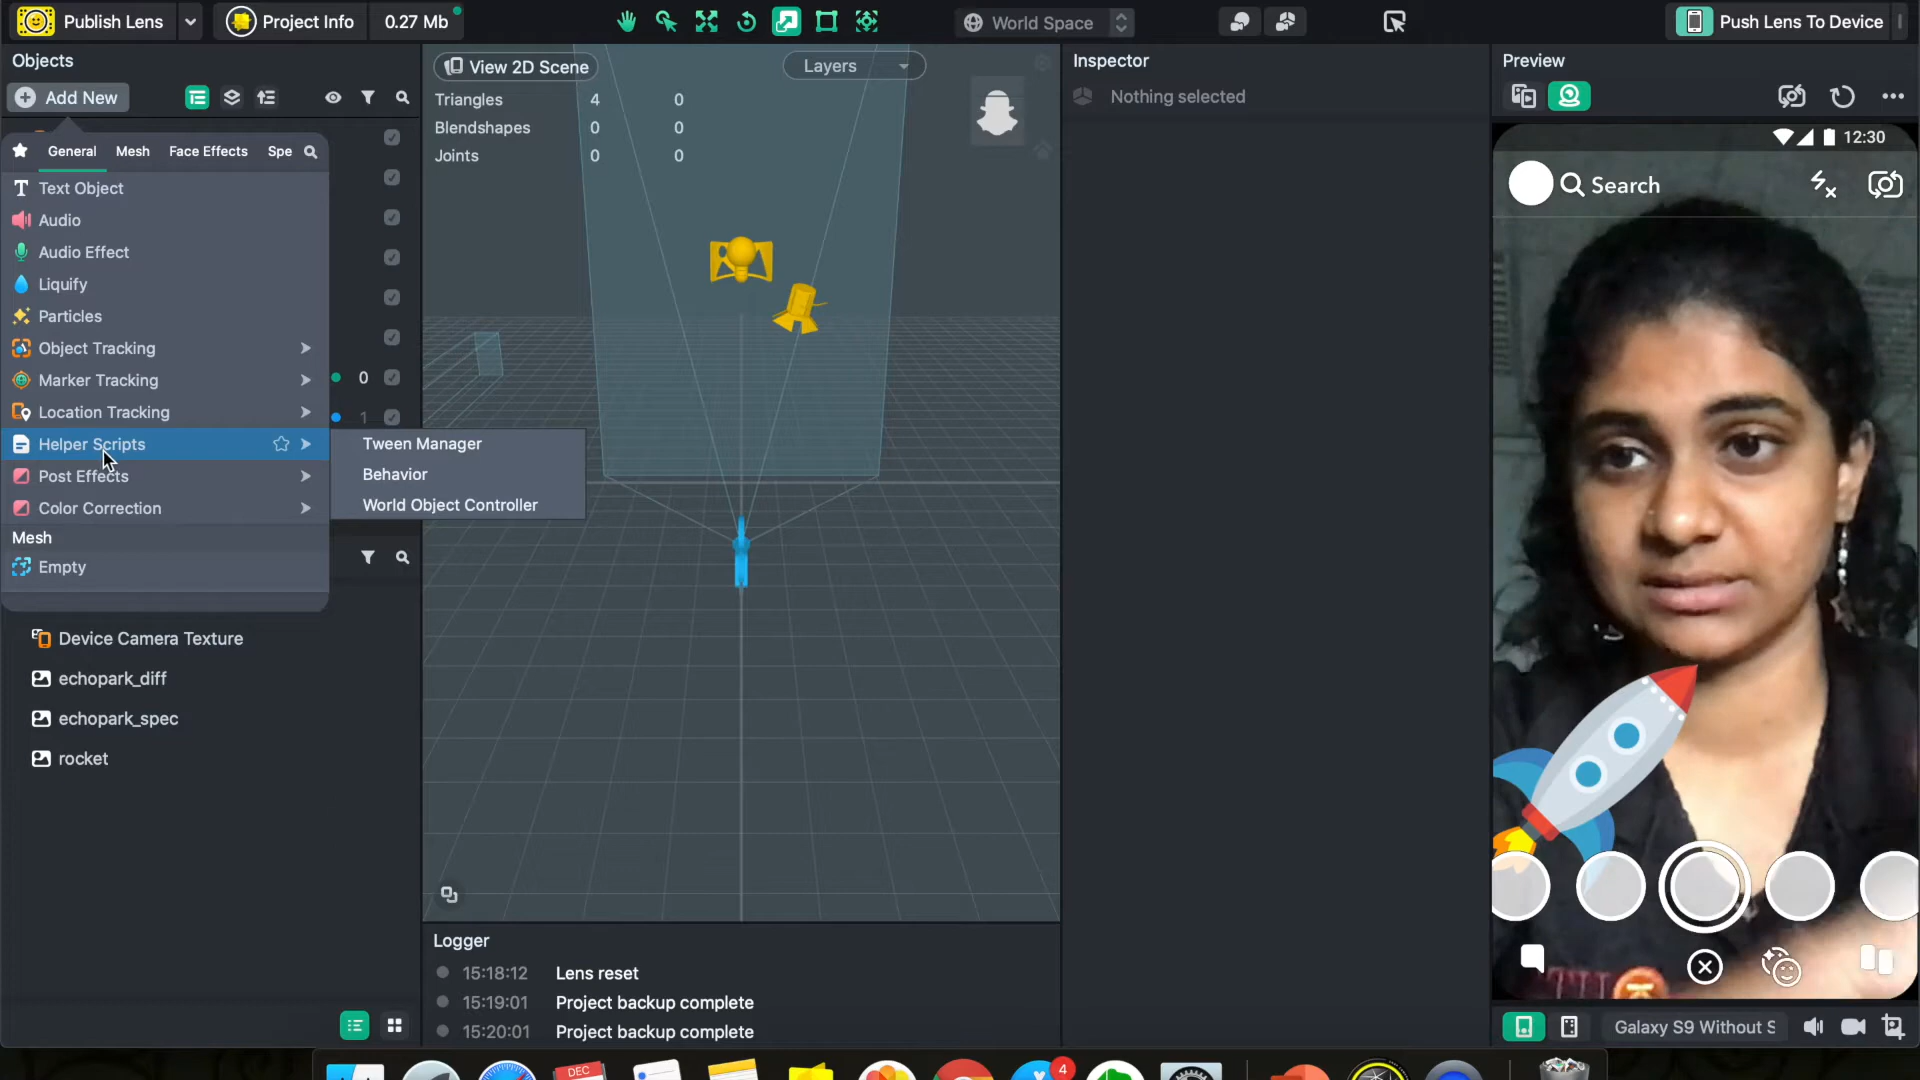 Publish Lens
Project Info
0.27 Mb
World Space
Push Lens To Device
Objects
Add New
General Mesh Face Effects Spe
Text Object
Audio
Audio Effect
Liquify
Particles
Object Tracking
Marker Tracking
Location Tracking
Helper Scripts
Post Effects
Color Correction
Mesh
Empty
0
1
Tween Manager
Behavior
World Object Controller
Device Camera Texture
echopark_diff
echopark_spec
rocket
View 2D Scene
Layers
Triangles 4 0
Blendshapes 0 0
Joints 0 0
Logger
15:18:12 Lens reset
15:19:01 Project backup complete
15:20:01 Project backup complete
Inspector
Nothing selected
Preview
12:30
Search
Galaxy S9 Without S
DEC
4